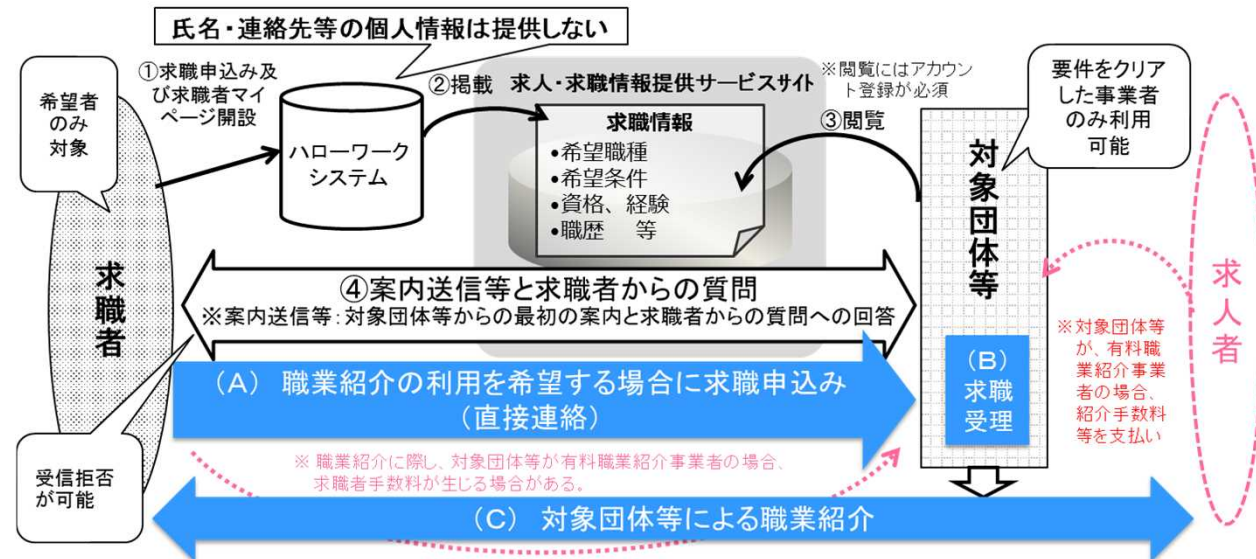 氏名・連絡先等の個人情報は提供しない
希望者
のみ
対象
①求職申込み及
び求職者マイ
ページ開設
ハローワーク
システム
②掲載
求人・求職情報提供サービスサイト
求職情報
•希望職種
•希望条件
•資格、経験
•職歴 等
※閲覧にはアカウン
ト登録が必須
③閲覧
要件をクリア
した事業者
のみ利用
可能
求職者
対象団体等
求人者
④案内送信等と求職者からの質問
※案内送信等：対象団体等からの最初の案内と求職者からの質問への回答
（A） 職業紹介の利用を希望する場合に求職申込み
（直接連絡）
（B）
求職
受理
※対象団体等
が、有料職
業紹介事業
者の場合、
紹介手数料
等を支払い
受信拒否
が可能
※ 職業紹介に際し、対象団体等が有料職業紹介事業者の場合、
求職者手数料が生じる場合がある。
（C） 対象団体等による職業紹介